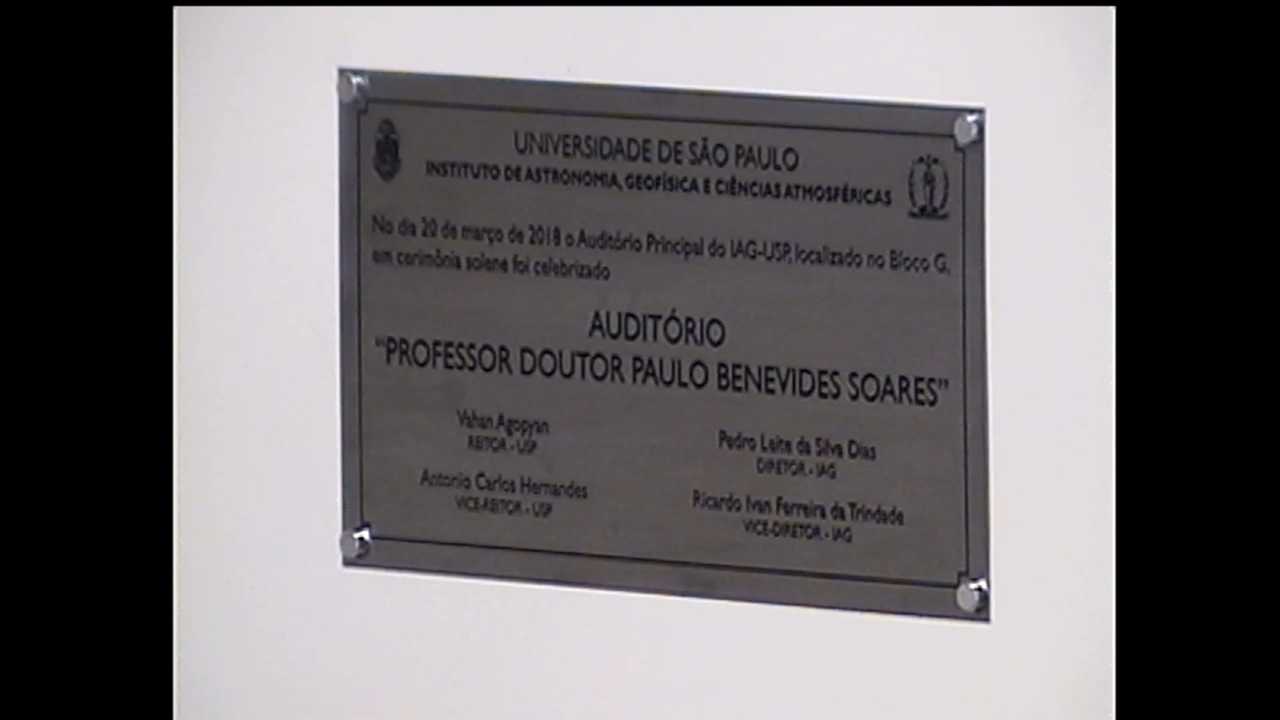 UNIVERSIDADE DE SÃO PAULO
INSTITUTO DE ASTRONOMIA, GEOFÍSICA E CIÊNCIAS ATMOSFÉRICAS
No dia 20 de março de 2018 o Auditório Principal do IAG-USP, localizado no Bloco G,
em cerimônia solene foi celebrizado
AUDITÓRIO
“PROFESSOR DOUTOR PAULO BENEVIDES SOARES”
Vahan Agopyan
REITOR - USP
Antonio Carlos Hernandes
VICE-REITOR - USP
Pedro Leite da Silva Dias
DIRETOR - IAG
Ricardo Ivan Ferreira da Trindade
VICE-DIRETOR - IAG